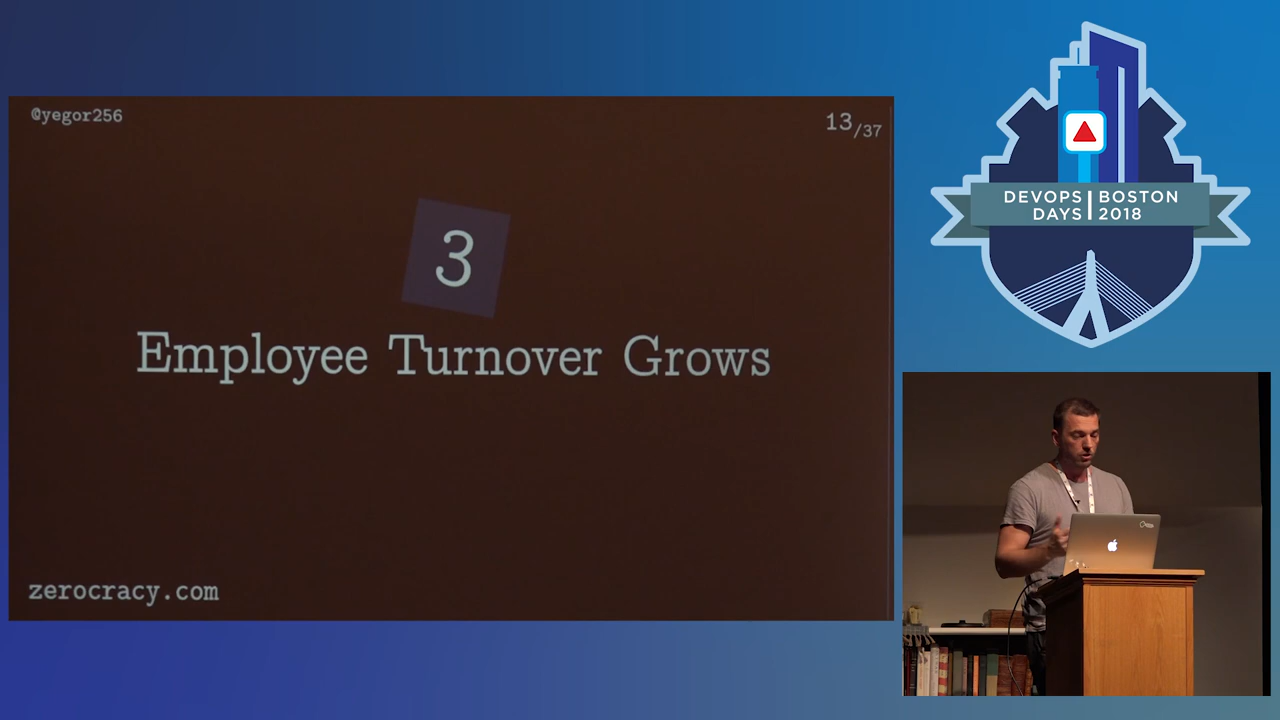 @yegor256
13/37
3
Employee Turnover Grows
zerocracy.com
DEVOPS DAYS
BOSTON 2018